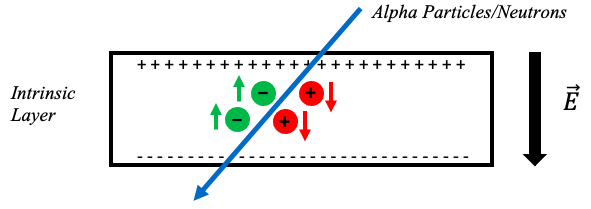 Alpha Particles/Neutrons
+ + + + + + + + + + + + + + + + + + + + + + + +
Intrinsic
Layer
− +
− +
E⃗
- - - - - - - - - - - - - - - - - - - - - - - - - - - - - - - - - - - - - - - -